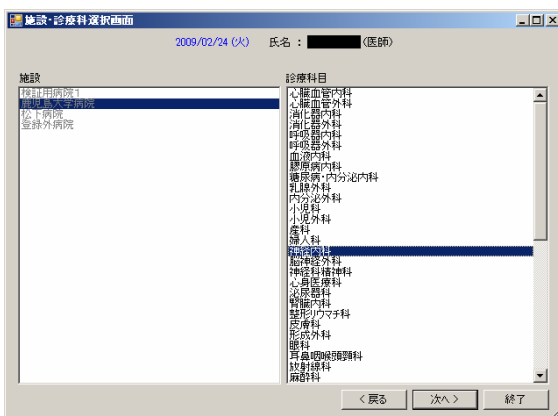 施設・診療科選択画面
2009/02/24 (火) 氏名 : (医師)
施設
検証用病院1
鹿児島大学病院
松下病院
登録外病院
診療科目
心臓血管内科
心臓血管外科
消化器内科
消化器外科
呼吸器内科
呼吸器外科
血液内科
膠原病内科
糖尿病・内分泌内科
乳腺外科
内分泌外科
小児科
小児外科
産科
婦人科
神経内科
脳神経外科
神経科精神科
心身医療科
泌尿器科
腎臓内科
整形リウマチ科
皮膚科
形成外科
眼科
耳鼻咽喉頭頸科
放射線科
麻酔科
< 戻る
次へ >
終了